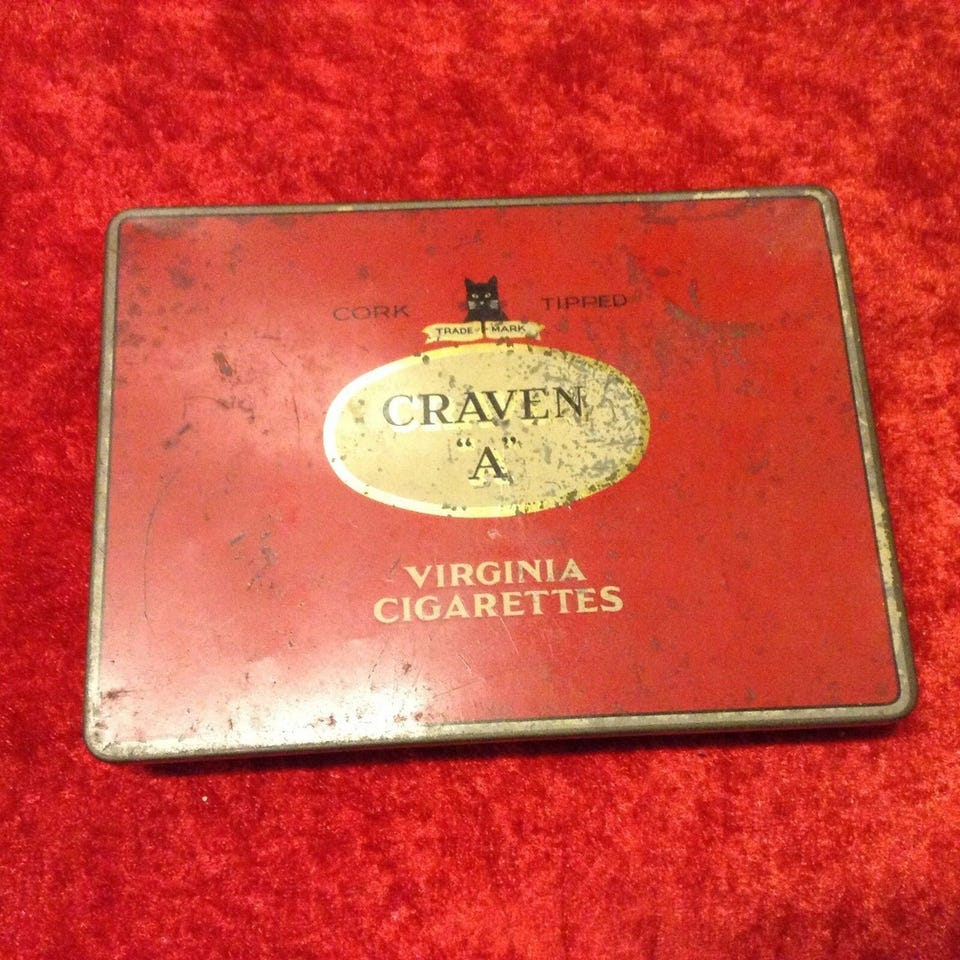 CORK TIPPED
TRADE MARK
CRAVEN
"A"
VIRGINIA
CIGARETTES